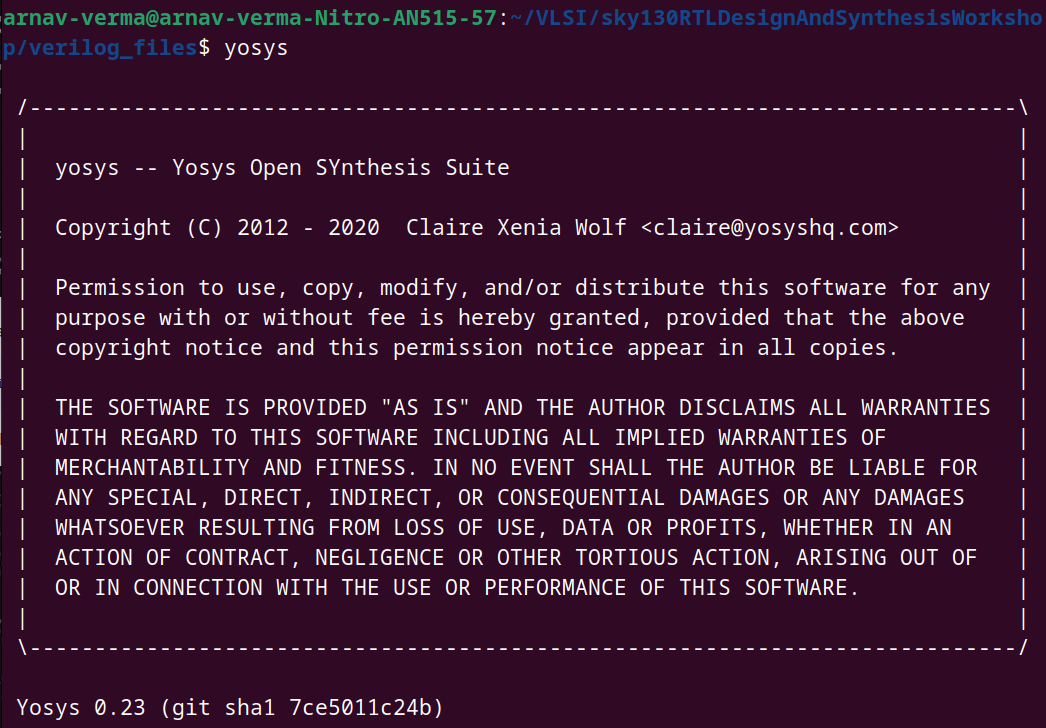 arnav-verma@arnav-verma-Nitro-AN515-57:~/VLSI/sky130RTLDesignAndSynthesisWorksho
p/verilog_files$ yosys
/----------------------------------------------------------------------------\
|                                                                            |
|  yosys -- Yosys Open SYnthesis Suite                                       |
|                                                                            |
|  Copyright (C) 2012 - 2020  Claire Xenia Wolf <claire@yosyshq.com>         |
|                                                                            |
|  Permission to use, copy, modify, and/or distribute this software for any  |
|  purpose with or without fee is hereby granted, provided that the above    |
|  copyright notice and this permission notice appear in all copies.         |
|                                                                            |
|  THE SOFTWARE IS PROVIDED "AS IS" AND THE AUTHOR DISCLAIMS ALL WARRANTIES  |
|  WITH REGARD TO THIS SOFTWARE INCLUDING ALL IMPLIED WARRANTIES OF          |
|  MERCHANTABILITY AND FITNESS. IN NO EVENT SHALL THE AUTHOR BE LIABLE FOR   |
|  ANY SPECIAL, DIRECT, INDIRECT, OR CONSEQUENTIAL DAMAGES OR ANY DAMAGES    |
|  WHATSOEVER RESULTING FROM LOSS OF USE, DATA OR PROFITS, WHETHER IN AN     |
|  ACTION OF CONTRACT, NEGLIGENCE OR OTHER TORTIOUS ACTION, ARISING OUT OF   |
|  OR IN CONNECTION WITH THE USE OR PERFORMANCE OF THIS SOFTWARE.            |
|                                                                            |
\----------------------------------------------------------------------------/
Yosys 0.23 (git sha1 7ce5011c24b)